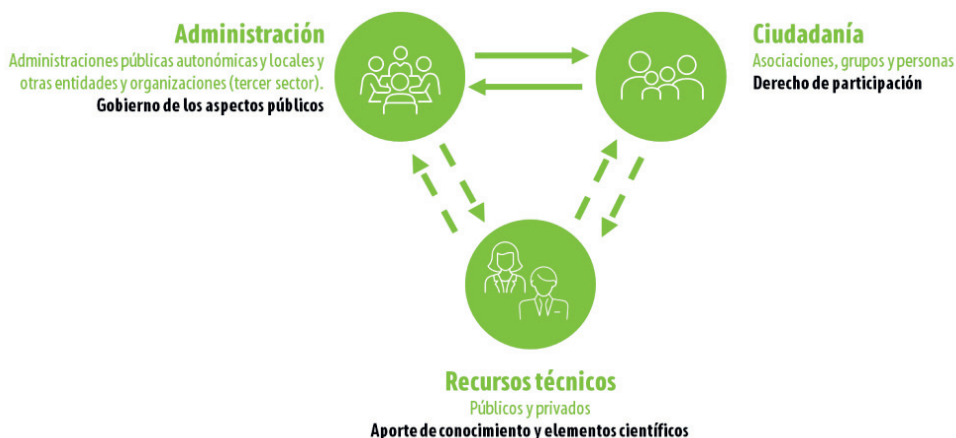 Administración
Administraciones públicas autonómicas y locales y
otras entidades y organizaciones (tercer sector).
Gobierno de los aspectos públicos
Ciudadanía
Asociaciones, grupos y personas
Derecho de participación
Recursos técnicos
Públicos y privados
Aporte de conocimiento y elementos científicos